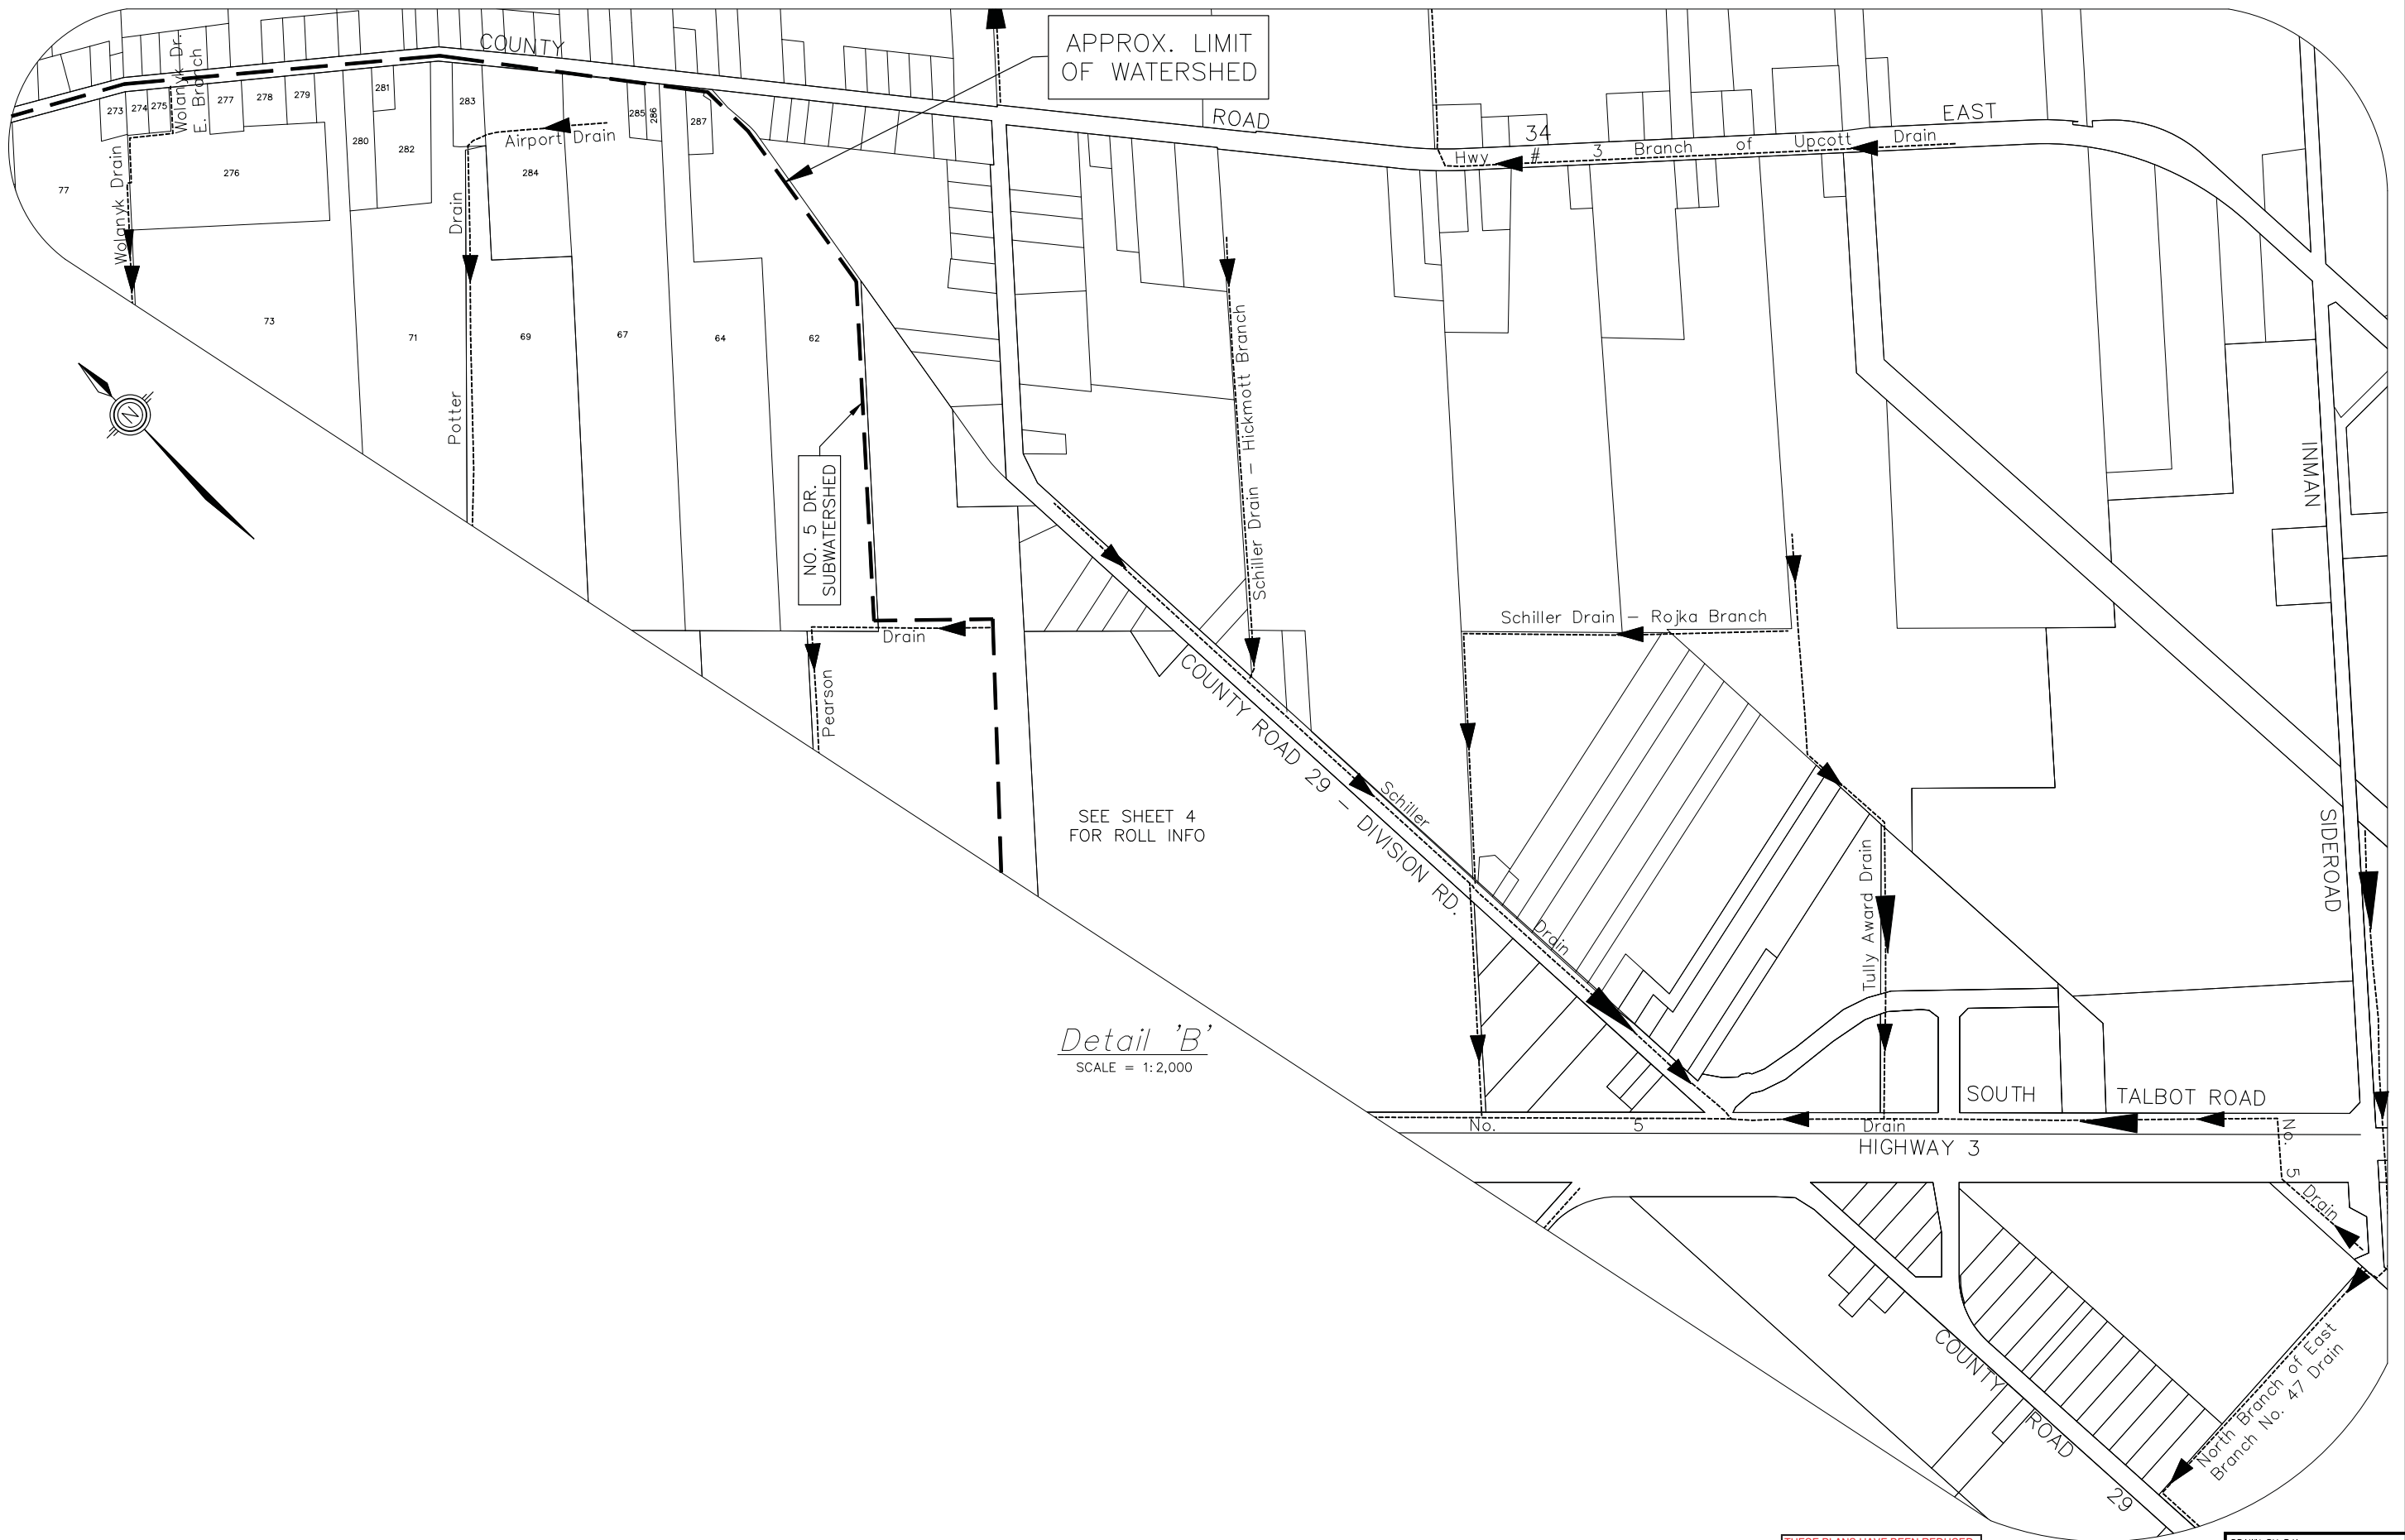 COUNTY
APPROX. LIMIT
OF WATERSHED
ROAD
34
EAST
Hwy # 3 Branch of Upcott Drain
Wolanyk Dr.
E. Branch
273
274
275
277
278
279
281
283
285
286
287
280
282
Airport Drain
284
276
77
Wolanyk Drain
Drain
Potter
73
71
69
67
64
62
N
NO. 5 DR.
SUBWATERSHED
Drain
Pearson
Schiller Drain - Hickmott Branch
Schiller Drain - Rojka Branch
INMAN
SIDEROAD
COUNTY ROAD 29 - DIVISION RD.
Schiller
Drain
SEE SHEET 4
FOR ROLL INFO
Tully Award Drain
Detail 'B'
SCALE = 1:2,000
SOUTH
TALBOT ROAD
No. 5 Drain
HIGHWAY 3
No. 5 Drain
COUNTY ROAD 29
North Branch of East
Branch No. 47 Drain
THESE PLANS HAVE BEEN REDUCED